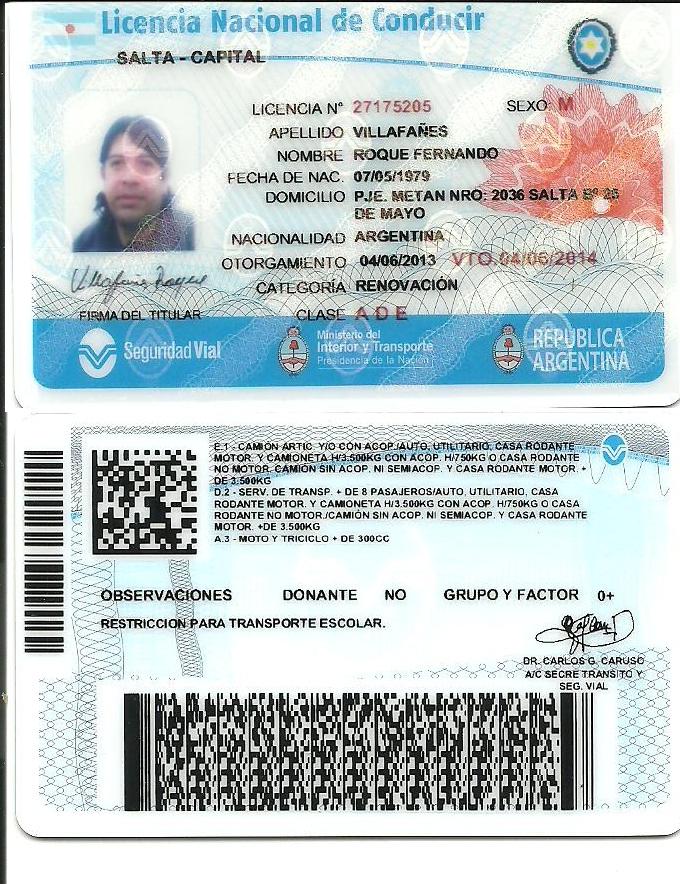 Licencia Nacional de Conducir
SALTA - CAPITAL
LICENCIA N° 27175205 SEXO: M
APELLIDO VILLAFAÑES
NOMBRE ROQUE FERNANDO
FECHA DE NAC. 07/05/1979
DOMICILIO PJE. METAN NRO: 2036 SALTA Bº 25
DE MAYO
NACIONALIDAD ARGENTINA
OTORGAMIENTO 04/06/2013 VTO.04/06/2014
CATEGORÍA RENOVACIÓN
FIRMA DEL TITULAR CLASE A D E
Seguridad Vial
Ministerio del
Interior y Transporte
Presidencia de la Nación
REPÚBLICA
ARGENTINA
E.1 - CAMIÓN ARTIC. Y/O CON ACOP./AUTO, UTILITARIO, CASA RODANTE
MOTOR. Y CAMIONETA H/3.500KG CON ACOP. H/750KG O CASA RODANTE
NO MOTOR. CAMIÓN SIN ACOP. NI SEMIACOP. Y CASA RODANTE MOTOR. +
DE 3.500KG
D.2 - SERV. DE TRANSP. + DE 8 PASAJEROS/AUTO, UTILITARIO, CASA
RODANTE MOTOR. Y CAMIONETA H/3.500KG CON ACOP. H/750KG O CASA
RODANTE NO MOTOR./CAMIÓN SIN ACOP. NI SEMIACOP. Y CASA RODANTE
MOTOR. +DE 3.500KG
A.3 - MOTO Y TRICICLO + DE 300CC
OBSERVACIONES DONANTE NO GRUPO Y FACTOR 0+
RESTRICCION PARA TRANSPORTE ESCOLAR.
DR. CARLOS G. CARUSO
A/C SECRE TRANSITO Y
SEG. VIAL